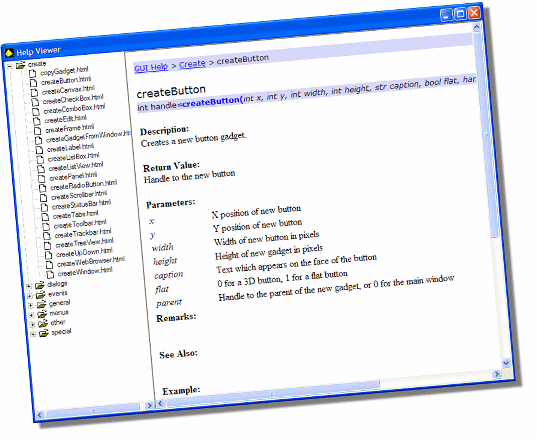 Help Viewer
create
copyGadget.html
createButton.html
createCanvas.html
createCheckBox.html
createComboBox.html
createEdit.html
createFrame.html
createGadgetFromWindow.html
createLabel.html
createListBox.html
createListView.html
createPanel.html
createRadioButton.html
createScrollbar.html
createStatusBar.html
createTabs.html
createToolbar.html
createTrackbar.html
createTreeView.html
createUpDown.html
createWebBrowser.html
createWindow.html
dialogs
events
general
menus
other
special
GUI Help > Create > createButton
createButton
int handle=createButton(int x, int y, int width, int height, str caption, bool flat, han
Description:
Creates a new button gadget.
Return Value:
Handle to the new button
Parameters:
x X position of new button
y Y position of new button
width Width of new button in pixels
height Height of new gadget in pixels
caption Text which appears on the face of the button
flat 0 for a 3D button, 1 for a flat button
parent Handle to the parent of the new gadget, or 0 for the main window
Remarks:
See Also:
Example: